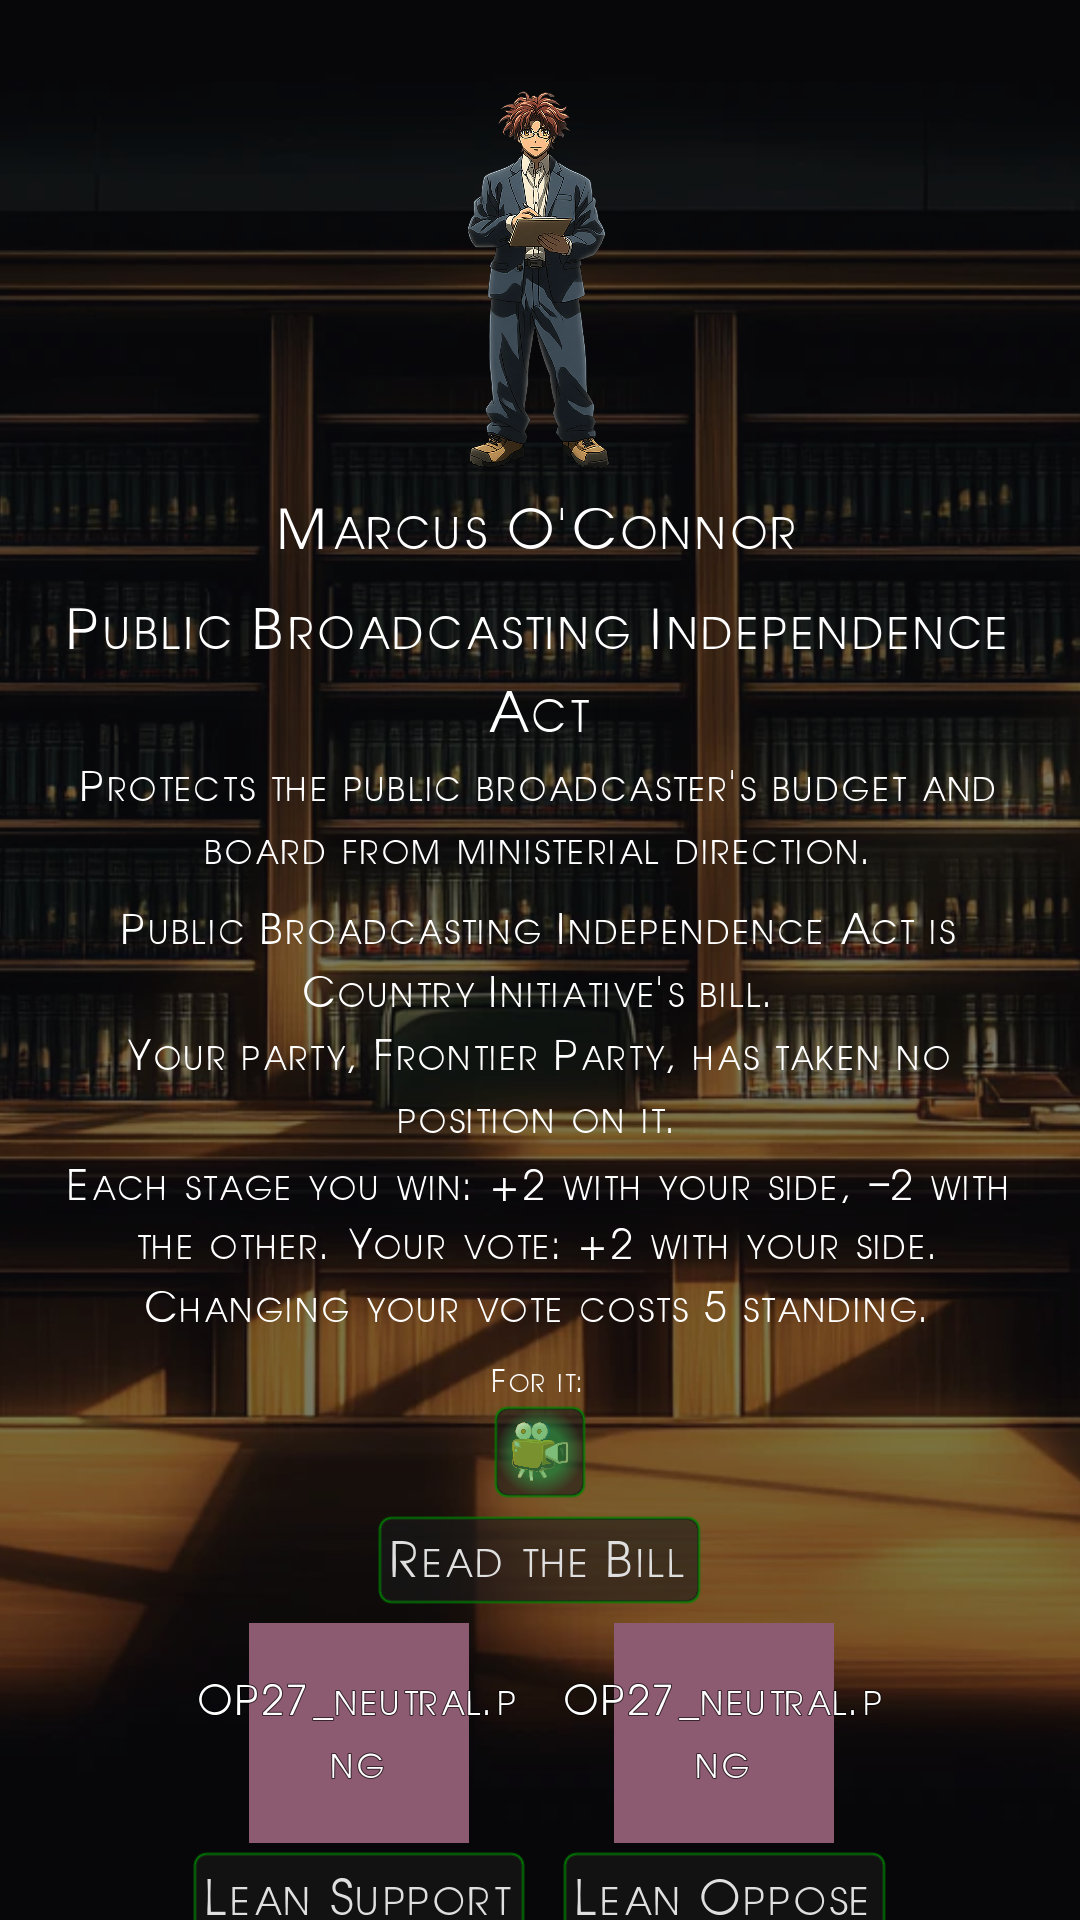 Marcus O'Connor
Public Broadcasting Independence
Act
Protects the public broadcaster's budget and
board from ministerial direction.
Public Broadcasting Independence Act is
Country Initiative's bill.
Your party, Frontier Party, has taken no
position on it.
Each stage you win: +2 with your side, −2 with
the other. Your vote: +2 with your side.
Changing your vote costs 5 standing.
For it:
Read the Bill
OP27_neutral.p
ng
OP27_neutral.p
ng
Lean Support
Lean Oppose